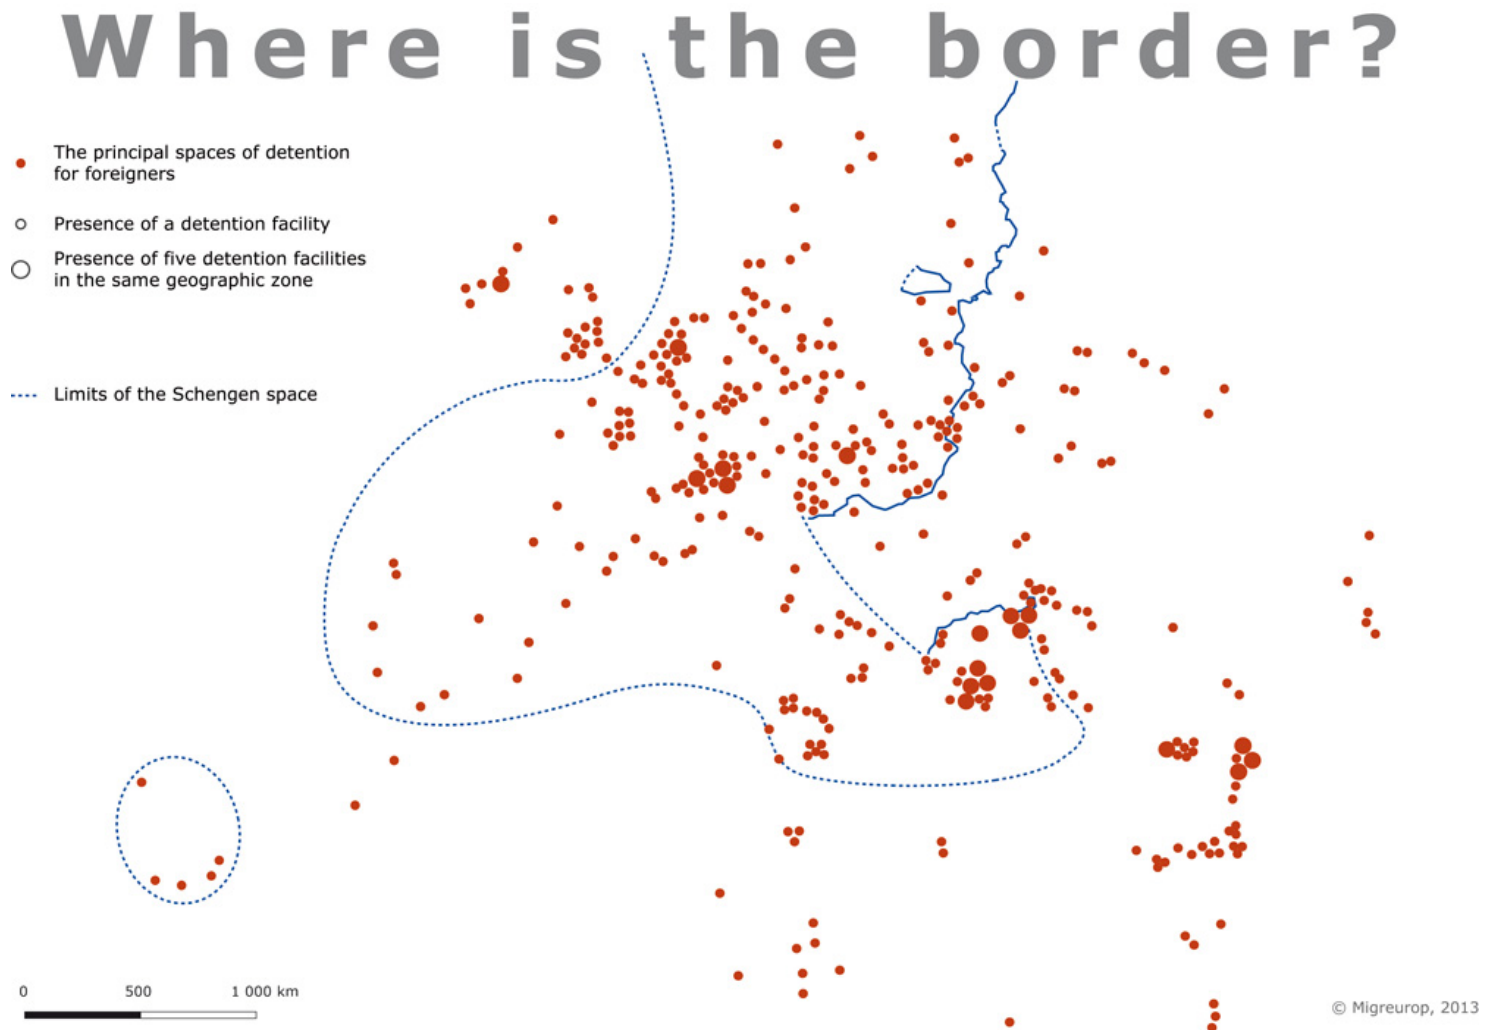 Where is the border?
The principal spaces of detention
for foreigners
Presence of a detention facility
Presence of five detention facilities
in the same geographic zone
Limits of the Schengen space
0 500 1 000 km
© Migreurop, 2013